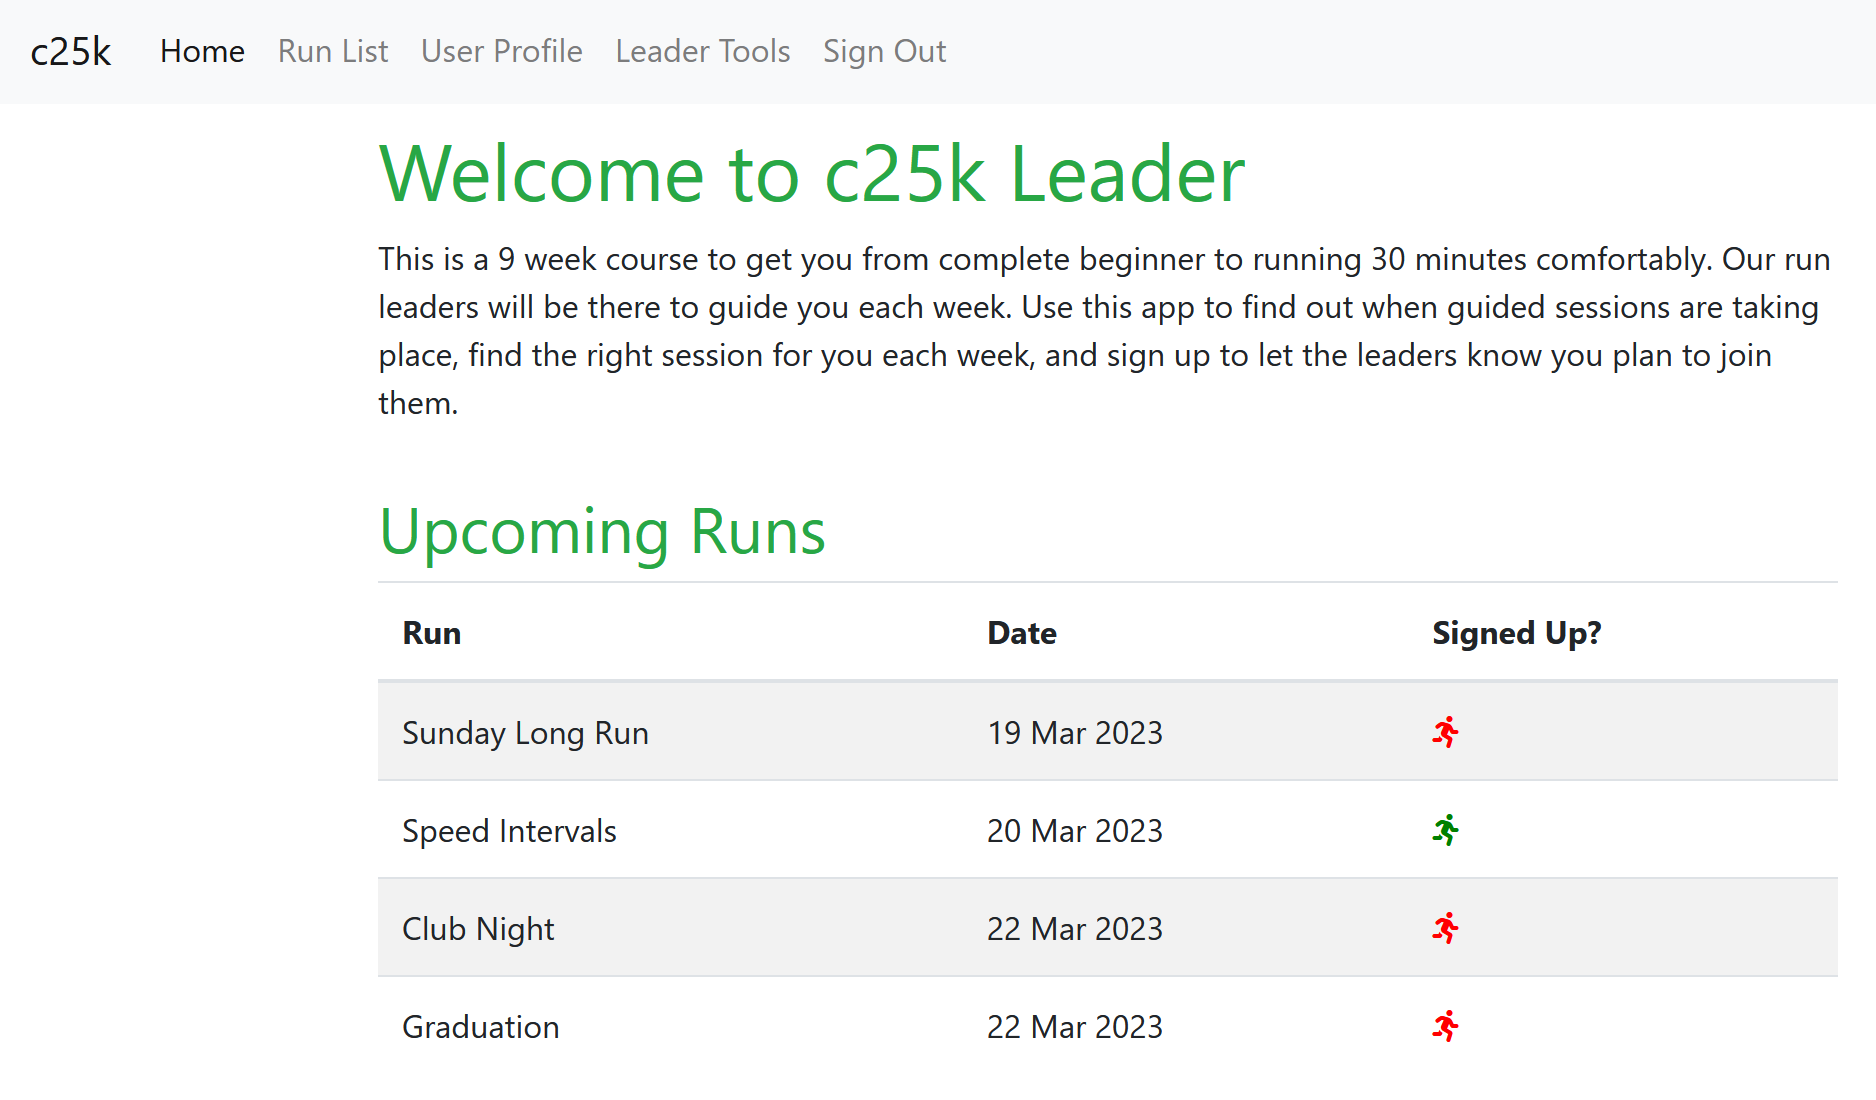 c25k Home Run List User Profile Leader Tools Sign Out
Welcome to c25k Leader
This is a 9 week course to get you from complete beginner to running 30 minutes comfortably. Our run
leaders will be there to guide you each week. Use this app to find out when guided sessions are taking
place, find the right session for you each week, and sign up to let the leaders know you plan to join
them.
Upcoming Runs
Run Date Signed Up?
Sunday Long Run 19 Mar 2023
Speed Intervals 20 Mar 2023
Club Night 22 Mar 2023
Graduation 22 Mar 2023